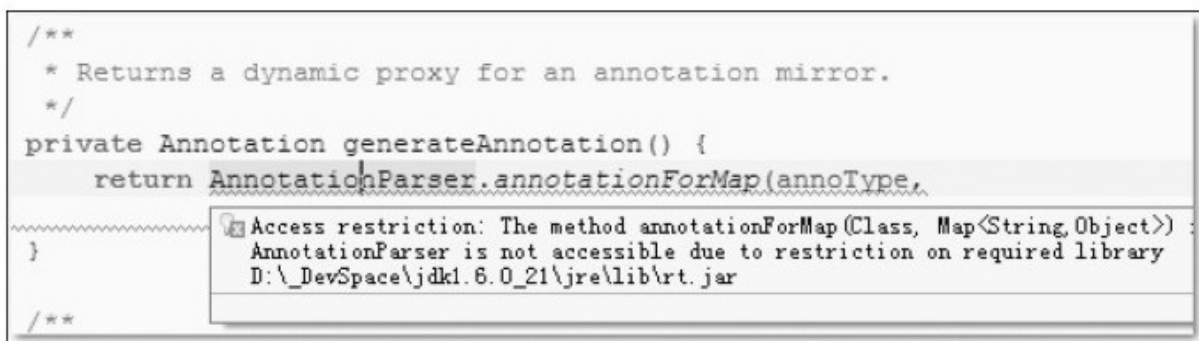 /**
* Returns a dynamic proxy for an annotation mirror.
*/
private Annotation generateAnnotation() {
return AnnotationParser.annotationForMap(annoType,
Access restriction: The method annotationForMap(Class, Map<String,Object>)
AnnotationParser is not accessible due to restriction on required library
D:\_DevSpace\jdk1.6.0_21\jre\lib\rt.jar
}
/**